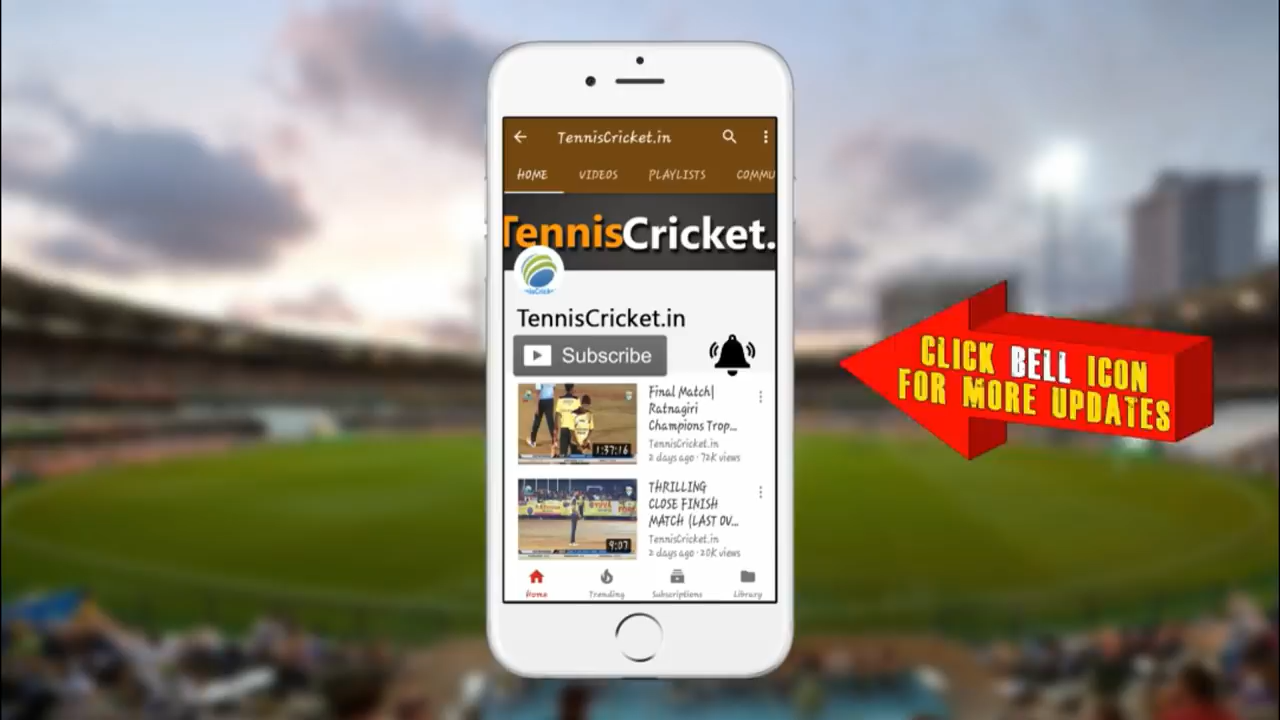 TennisCricket.in
HOME VIDEOS PLAYLISTS COMMU
TennisCricket.
TennisCricket.in
Subscribe
Final Match|
Ratnagiri
Champions Trop...
TennisCricket.in
2 days ago · 72K views
1:37:16
THRILLING
CLOSE FINISH
MATCH (LAST OV...
TennisCricket.in
2 days ago · 20K views
9:07
Home Trending Subscriptions Library
CLICK BELL ICON
FOR MORE UPDATES